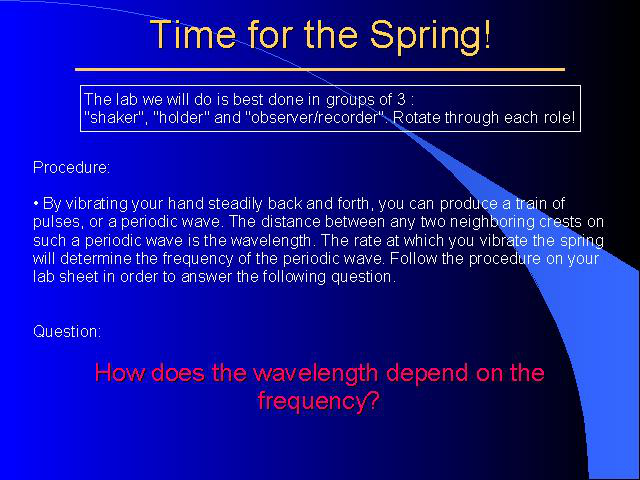 Time for the Spring!
The lab we will do is best done in groups of 3 :
"shaker", "holder" and "observer/recorder". Rotate through each role!
Procedure:
• By vibrating your hand steadily back and forth, you can produce a train of
pulses, or a periodic wave. The distance between any two neighboring crests on
such a periodic wave is the wavelength. The rate at which you vibrate the spring
will determine the frequency of the periodic wave. Follow the procedure on your
lab sheet in order to answer the following question.
Question:
How does the wavelength depend on the
frequency?